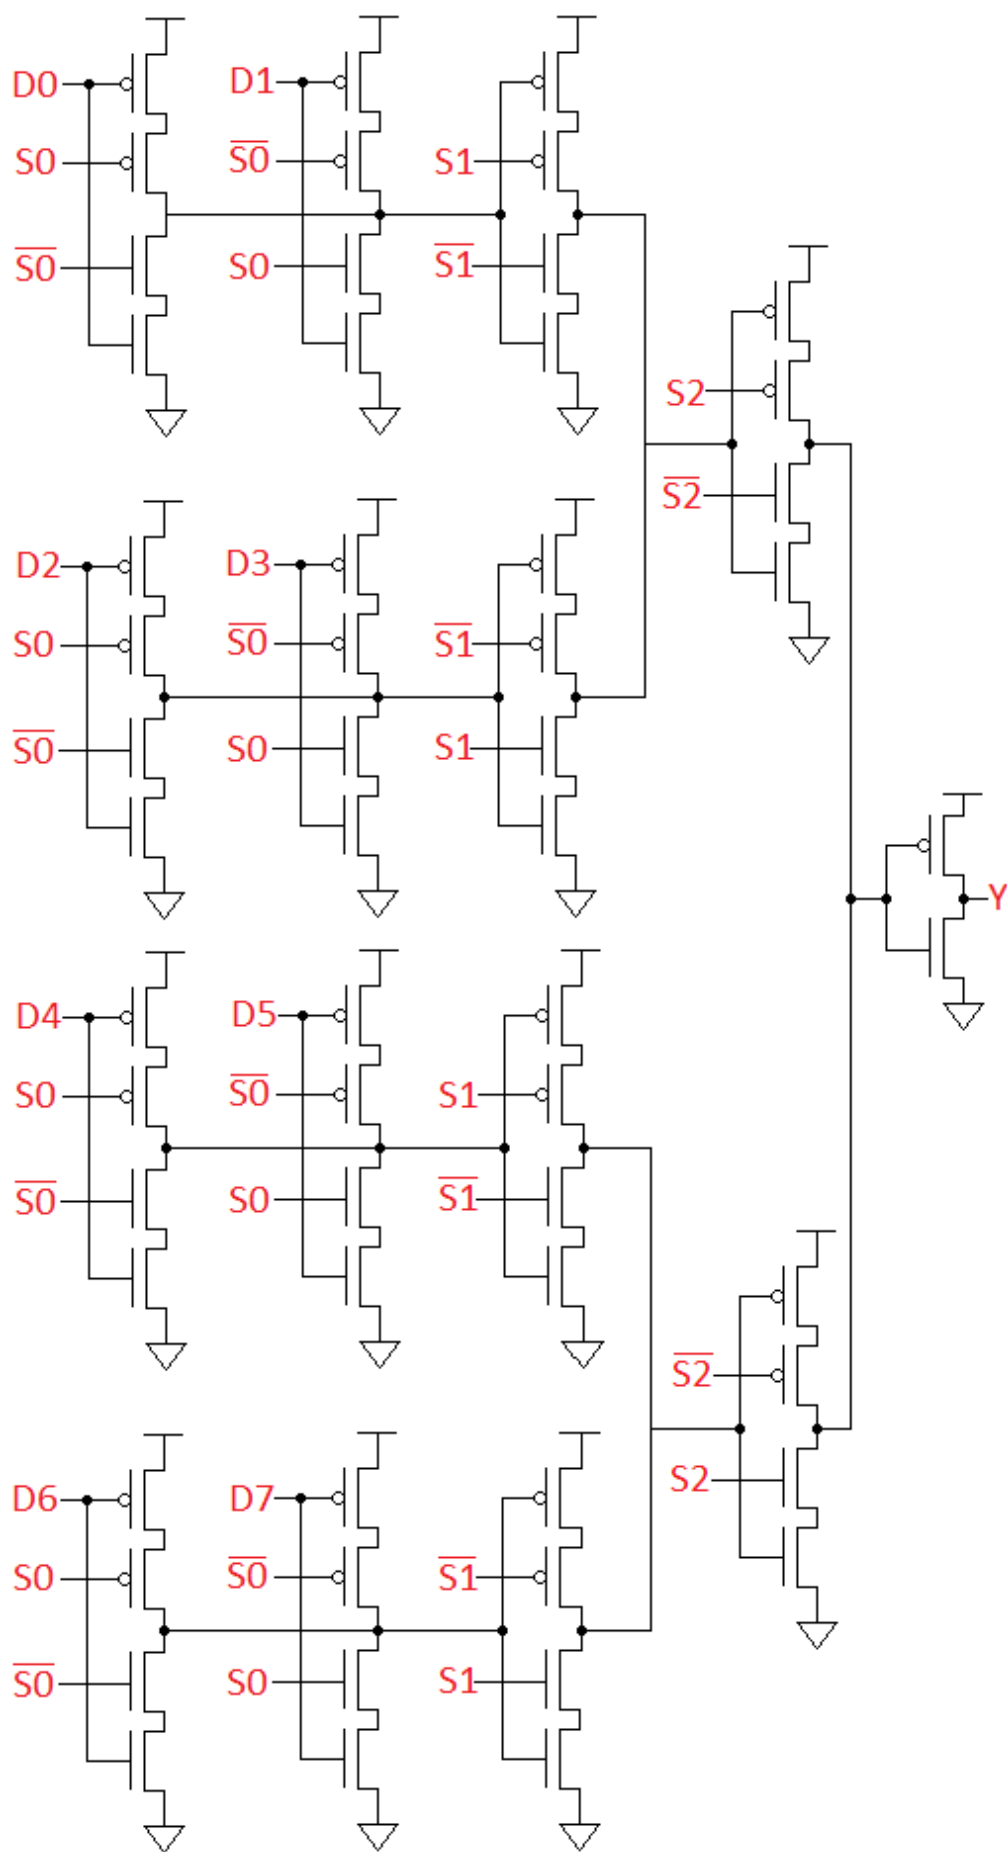 D0 D1
S0 S̅0̅ S1
S̅0̅ S0 S̅1̅
S2
S̅2̅
D2 D3
S0 S̅0̅ S̅1̅
S̅0̅ S0 S1
Y
D4 D5
S0 S̅0̅ S1
S̅0̅ S0 S̅1̅
S̅2̅
S2
D6 D7
S0 S̅0̅ S̅1̅
S̅0̅ S0 S1